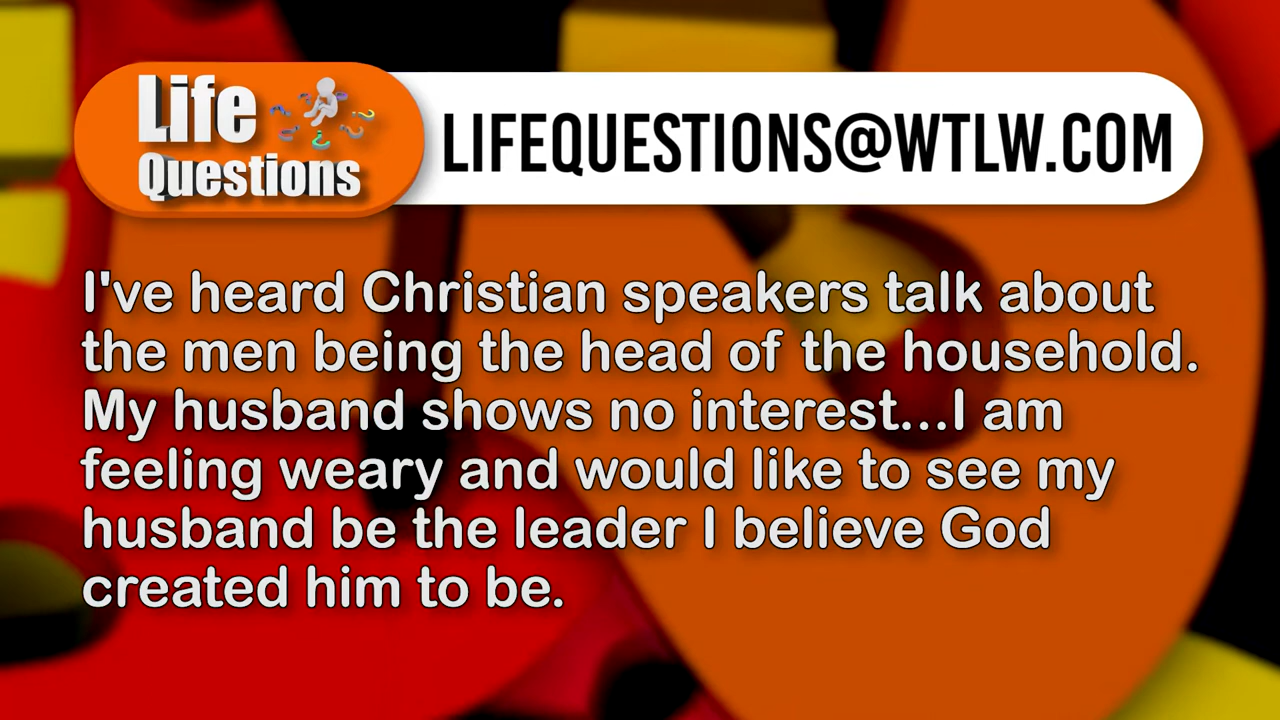 Life
Questions
LIFEQUESTIONS@WTLW.COM
I've heard Christian speakers talk about
the men being the head of the household.
My husband shows no interest...I am
feeling weary and would like to see my
husband be the leader I believe God
created him to be.